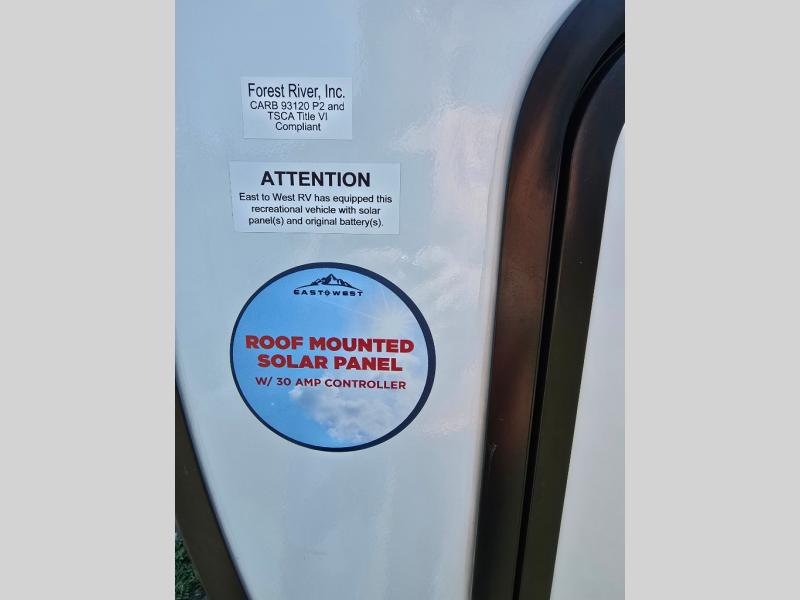 Forest River, Inc.
CARB 93120 P2 and
TSCA Title VI
Compliant
ATTENTION
East to West RV has equipped this
recreational vehicle with solar
panel(s) and original battery(s).
EAST TO WEST
ROOF MOUNTED
SOLAR PANEL
W/ 30 AMP CONTROLLER